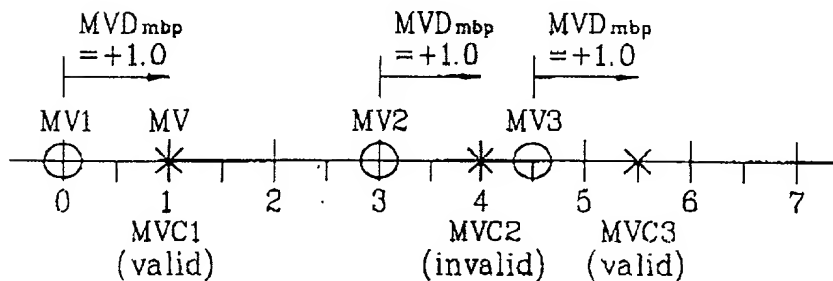 MVDmbp MVDmbp MVDmbp
=+1.0 =+1.0 =+1.0
MV1 MV MV2 MV3
0 1 2 3 4 5 6 7
MVC1 MVC2 MVC3
(valid) (invalid) (valid)